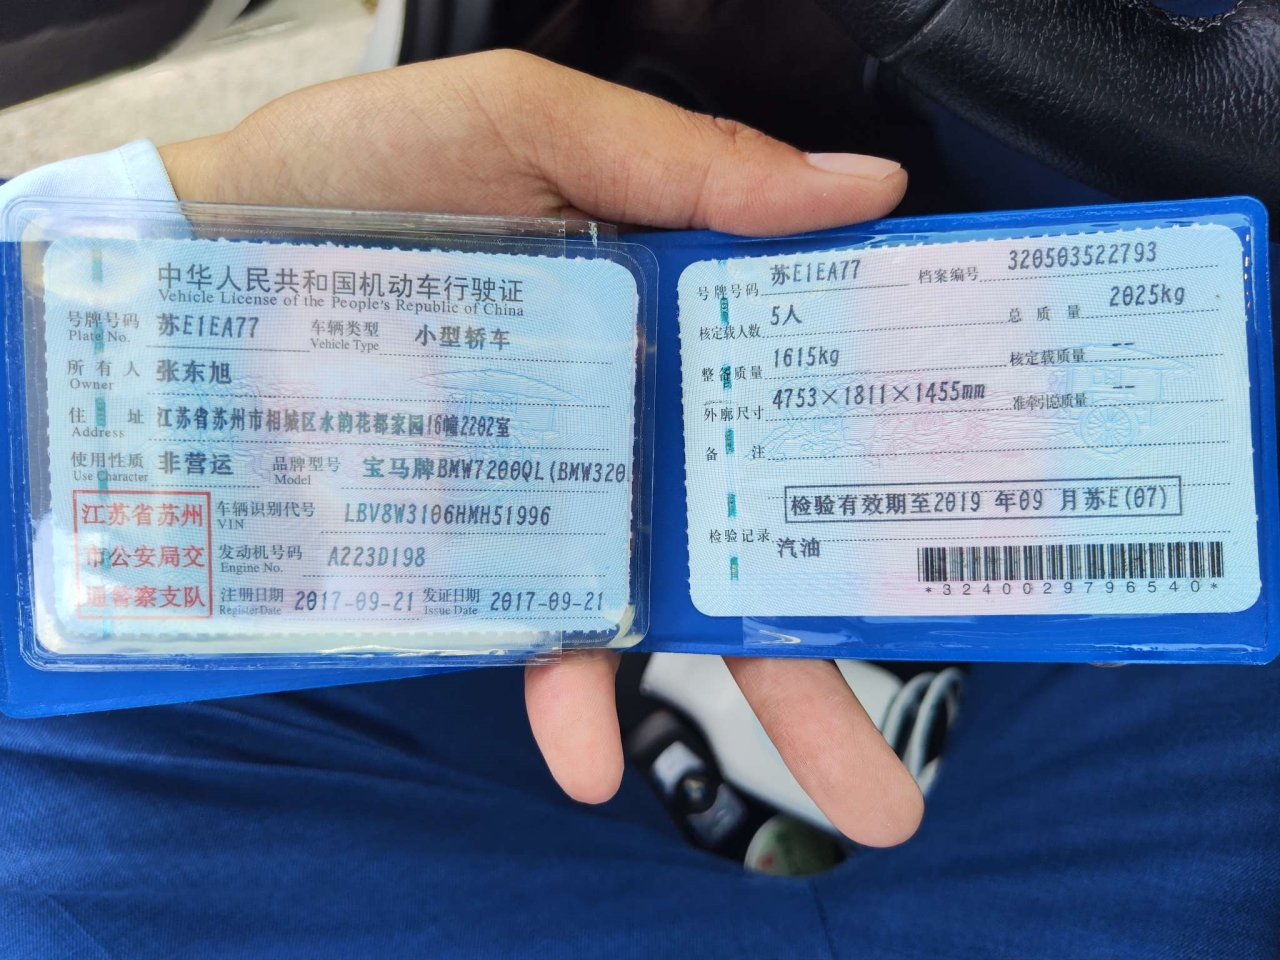 中华人民共和国机动车行驶证
Vehicle License of the People's Republic of China
号牌号码 苏E1EA77 车辆类型 小型轿车
Plate No. Vehicle Type
所有人 张东旭
Owner
住址 江苏省苏州市相城区水韵花都家园16幢2202室
Address
使用性质 非营运 品牌型号 宝马牌BMW7200QL(BMW320
Use Character Model
江苏省苏州
市公安局交
通警察支队
车辆识别代号 LBV8W3106HMH51996
VIN
发动机号码 A223D198
Engine No.
注册日期 2017-09-21 发证日期 2017-09-21
Register Date Issue Date
号牌号码 苏E1EA77 档案编号 320503522793
核定载人数 5人 总质量 2025kg
整备质量 1615kg 核定载质量 --
外廓尺寸 4753×1811×1455mm 准牵引总质量 --
备注
检验有效期至2019 年09 月苏E(07)
检验记录 汽油
*3240029796540*